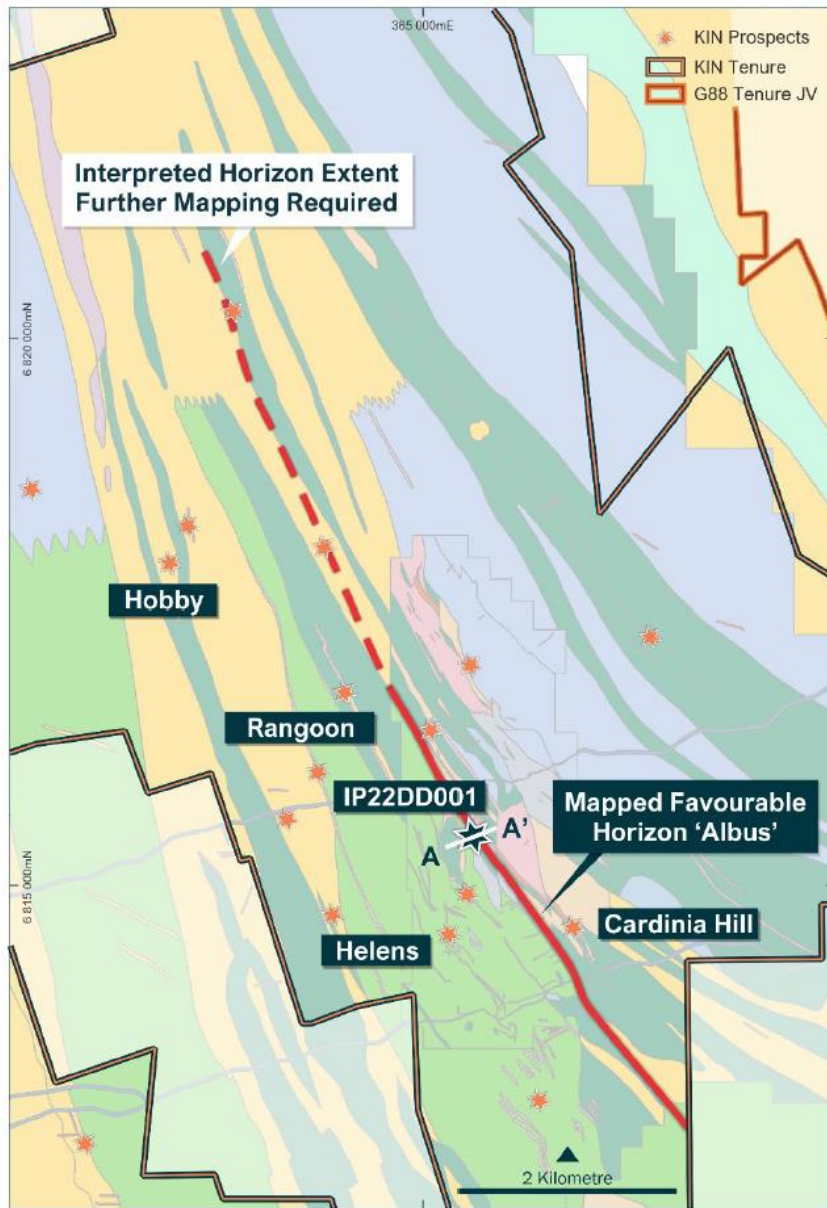 365 000mE
KIN Prospects
KIN Tenure
G88 Tenure JV
Interpreted Horizon Extent
Further Mapping Required
6 820 000mN
Hobby
Rangoon
IP22DD001
A
A'
Mapped Favourable
Horizon 'Albus'
6 815 000mN
Helens
Cardinia Hill
2 Kilometre